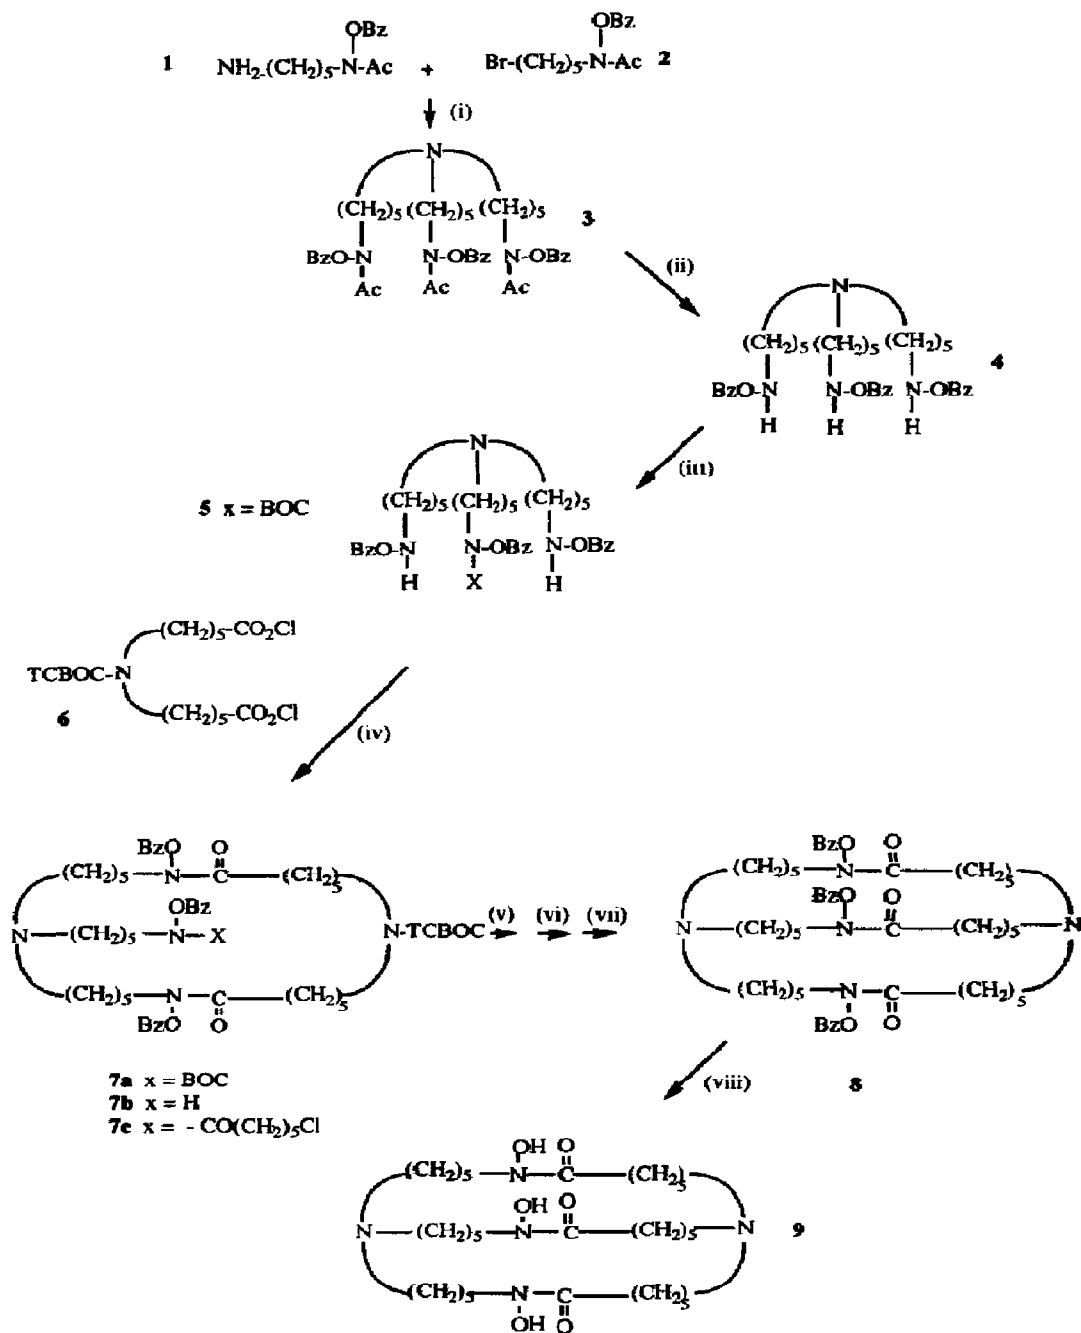 OBz OBz
1 NH2-(CH2)5-N-Ac + Br-(CH2)5-N-Ac 2
(i)
N
(CH2)5 (CH2)5 (CH2)5 3
BzO-N N-OBz N-OBz
Ac Ac Ac
(ii)
N
(CH2)5 (CH2)5 (CH2)5 4
BzO-N N-OBz N-OBz
H H H
(iii)
N
5 x = BOC (CH2)5 (CH2)5 (CH2)5
BzO-N N-OBz N-OBz
H X H
(CH2)5-CO2Cl
TCBOC-N
6 (CH2)5-CO2Cl
(iv)
BzO O
(CH2)5 N C (CH2)5
OBz
N (CH2)5 N-X N-TCBOC (v) (vi) (vii)
(CH2)5 N C (CH2)5
BzO O
BzO O
(CH2)5 N C (CH2)5
BzO O
N (CH2)5 N C (CH2)5 N
(CH2)5 N C (CH2)5
BzO O
7a x = BOC
7b x = H
7c x = - CO(CH2)5Cl
(viii) 8
OH O
(CH2)5 N C (CH2)5
OH O
N (CH2)5 N C (CH2)5 N 9
(CH2)5 N C (CH2)5
OH O